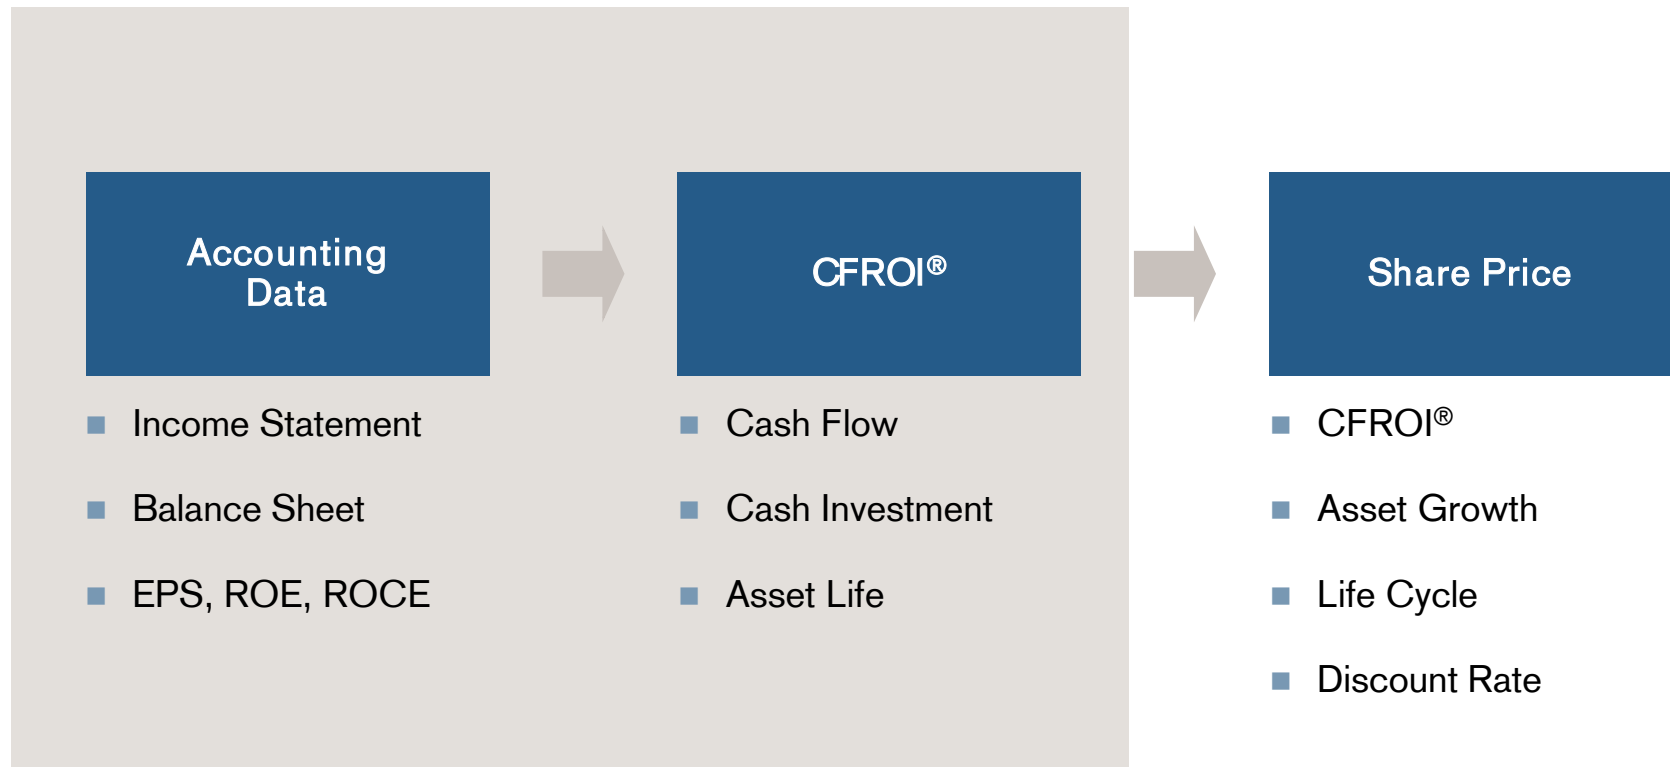 Accounting
Data
Income Statement
Balance Sheet
EPS, ROE, ROCE
CFROI®
Cash Flow
Cash Investment
Asset Life
Share Price
CFROI®
Asset Growth
Life Cycle
Discount Rate